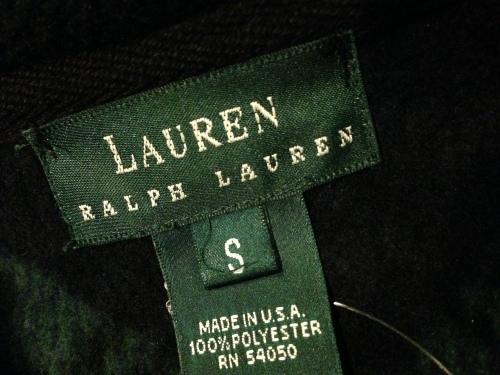 LAUREN
RALPH LAUREN
S
MADE IN U.S.A.
100% POLYESTER
RN 54050